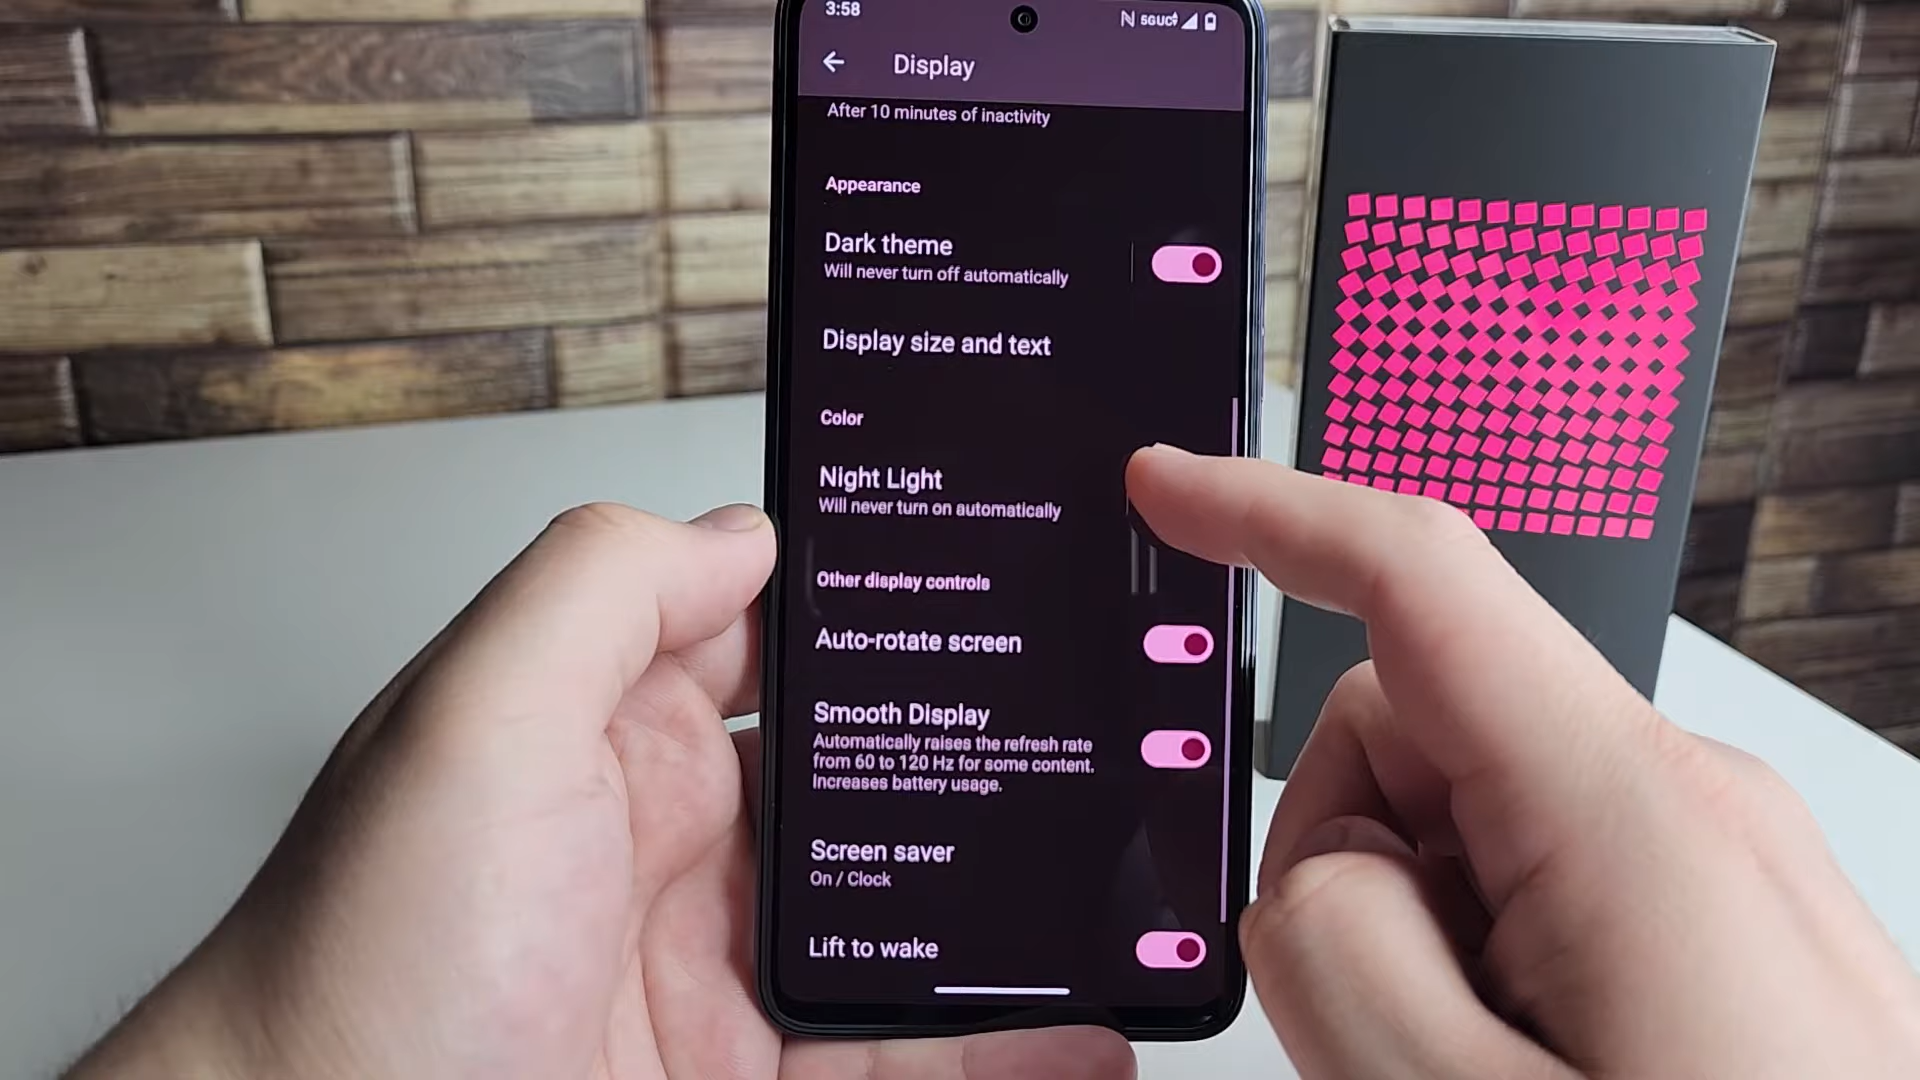 3:58
5GUC
Display
After 10 minutes of inactivity
Appearance
Dark theme
Will never turn off automatically
Display size and text
Color
Night Light
Will never turn on automatically
Other display controls
Auto-rotate screen
Smooth Display
Automatically raises the refresh rate
from 60 to 120 Hz for some content.
Increases battery usage.
Screen saver
On / Clock
Lift to wake